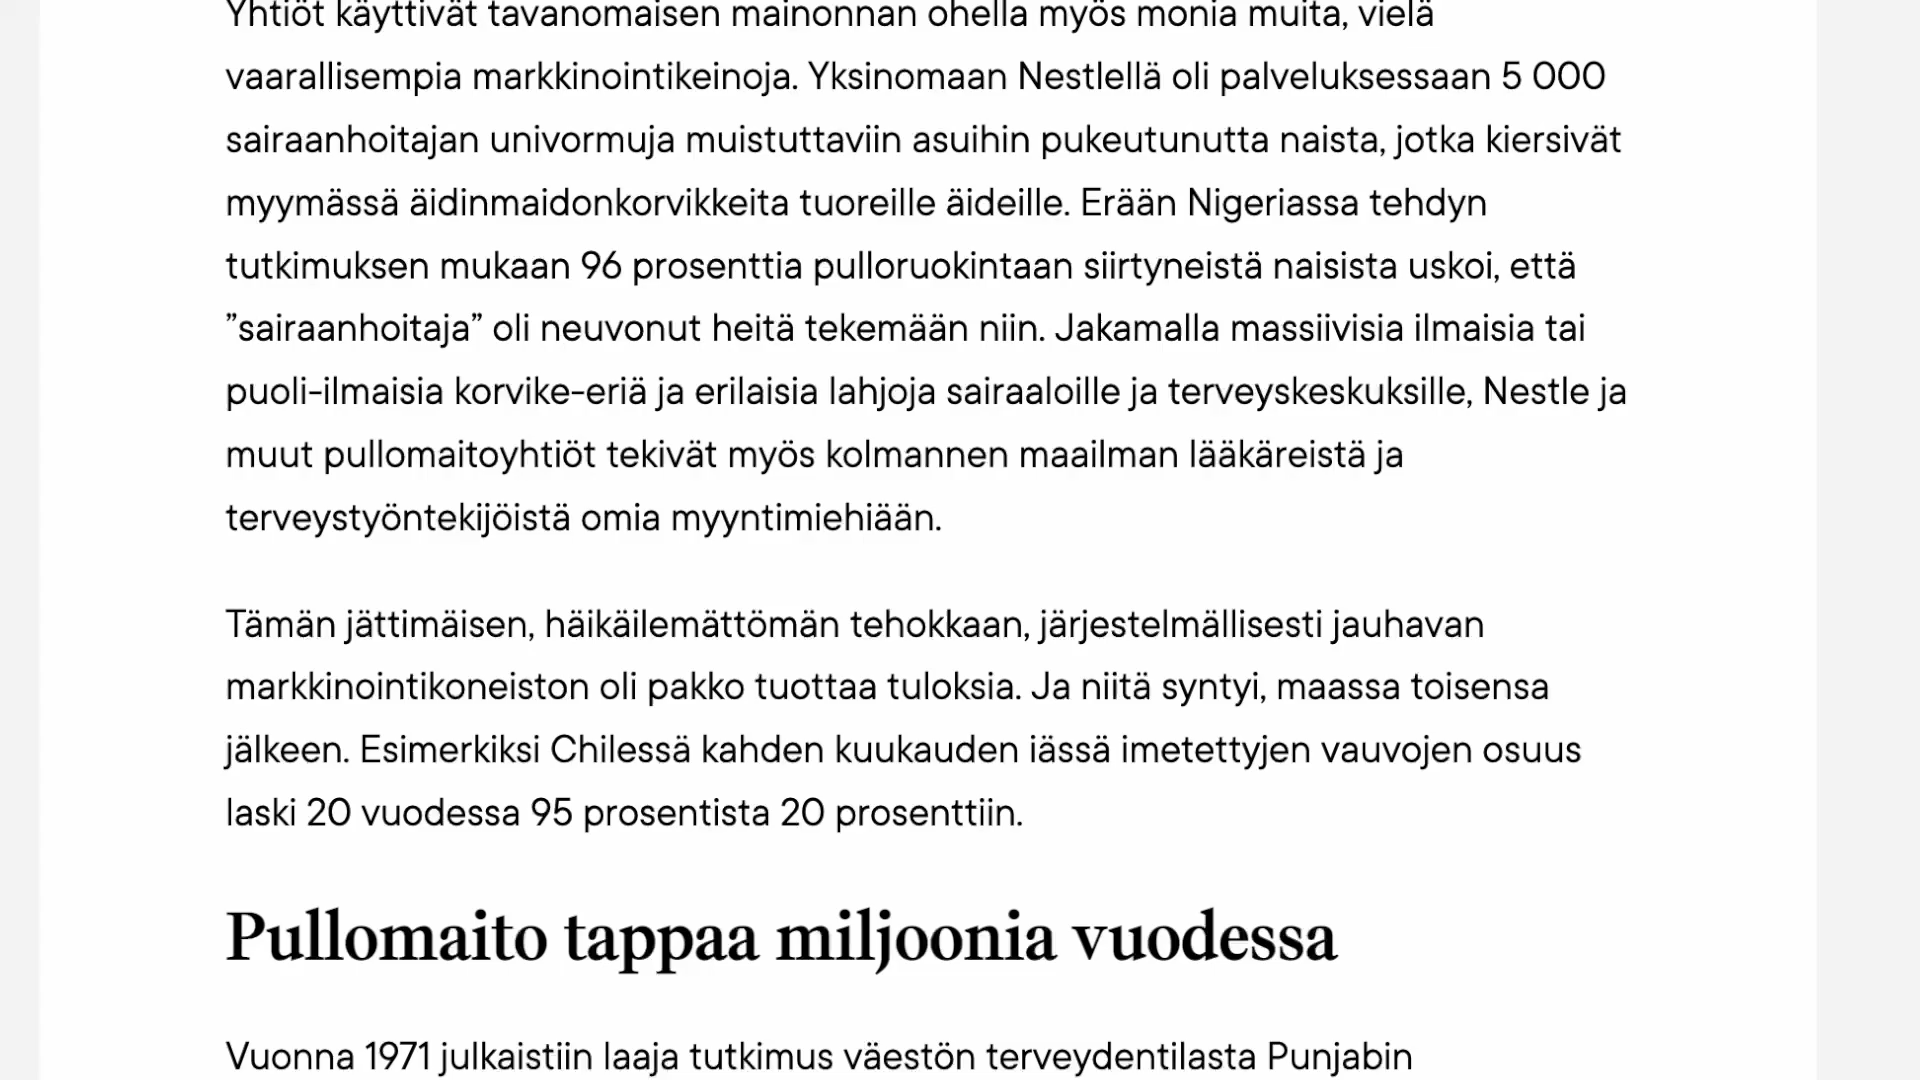 Yhtiöt käyttivät tavanomaisen mainonnan ohella myös monia muita, vielä
vaarallisempia markkinointikeinoja. Yksinomaan Nestlellä oli palveluksessaan 5 000
sairaanhoitajan univormuja muistuttaviin asuihin pukeutunutta naista, jotka kiersivät
myymässä äidinmaidonkorvikkeita tuoreille äideille. Erään Nigeriassa tehdyn
tutkimuksen mukaan 96 prosenttia pulloruokintaan siirtyneistä naisista uskoi, että
”sairaanhoitaja” oli neuvonut heitä tekemään niin. Jakamalla massiivisia ilmaisia tai
puoli-ilmaisia korvike-eriä ja erilaisia lahjoja sairaaloille ja terveyskeskuksille, Nestle ja
muut pullomaitoyhtiöt tekivät myös kolmannen maailman lääkäreistä ja
terveystyöntekijöistä omia myyntimiehiään.
Tämän jättimäisen, häikäilemättömän tehokkaan, järjestelmällisesti jauhavan
markkinointikoneiston oli pakko tuottaa tuloksia. Ja niitä syntyi, maassa toisensa
jälkeen. Esimerkiksi Chilessä kahden kuukauden iässä imetettyjen vauvojen osuus
laski 20 vuodessa 95 prosentista 20 prosenttiin.
Pullomaito tappaa miljoonia vuodessa
Vuonna 1971 julkaistiin laaja tutkimus väestön terveydentilasta Punjabin